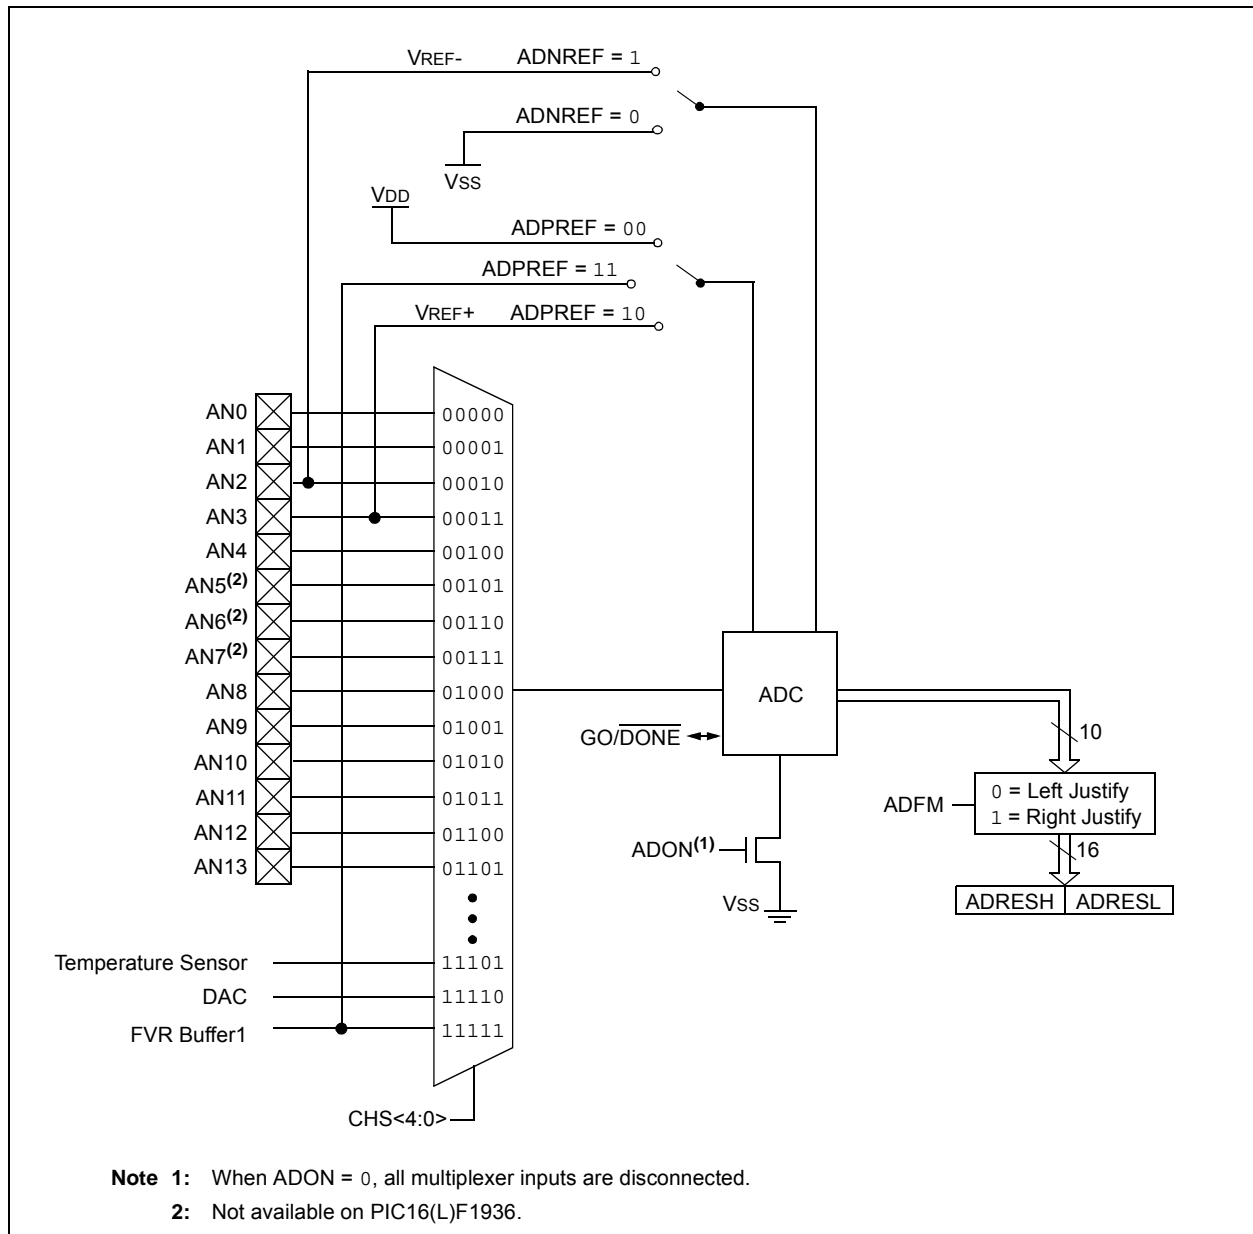 VREF- ADNREF = 1
ADNREF = 0
VSS
VDD
ADPREF = 00
ADPREF = 11
VREF+ ADPREF = 10
AN0 00000
AN1 00001
AN2 00010
AN3 00011
AN4 00100
AN5(2) 00101
AN6(2) 00110
AN7(2) 00111
AN8 01000
ADC
AN9 01001
GO/DONE
10
AN10 01010
AN11 01011
ADFM
0 = Left Justify
1 = Right Justify
AN12 01100
ADON(1)
16
AN13 01101
VSS
ADRESH ADRESL
Temperature Sensor 11101
DAC 11110
FVR Buffer1 11111
CHS<4:0>
Note 1: When ADON = 0, all multiplexer inputs are disconnected.
2: Not available on PIC16(L)F1936.